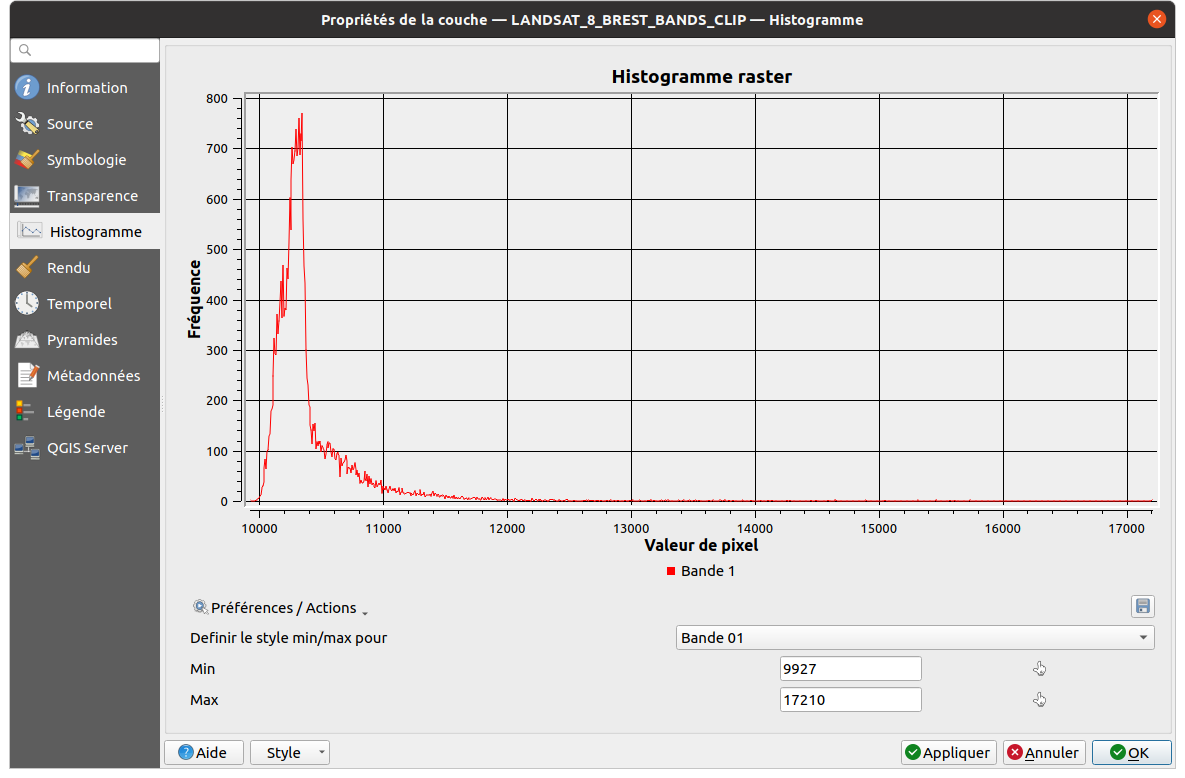 Propriétés de la couche — LANDSAT_8_BREST_BANDS_CLIP — Histogramme
Information
Source
Symbologie
Transparence
Histogramme
Rendu
Temporel
Pyramides
Métadonnées
Légende
QGIS Server
Histogramme raster
Fréquence
800
700
600
500
400
300
200
100
0
10000 11000 12000 13000 14000 15000 16000 17000
Valeur de pixel
Bande 1
Préférences / Actions
Definir le style min/max pour Bande 01
Min 9927
Max 17210
Aide Style Appliquer Annuler OK